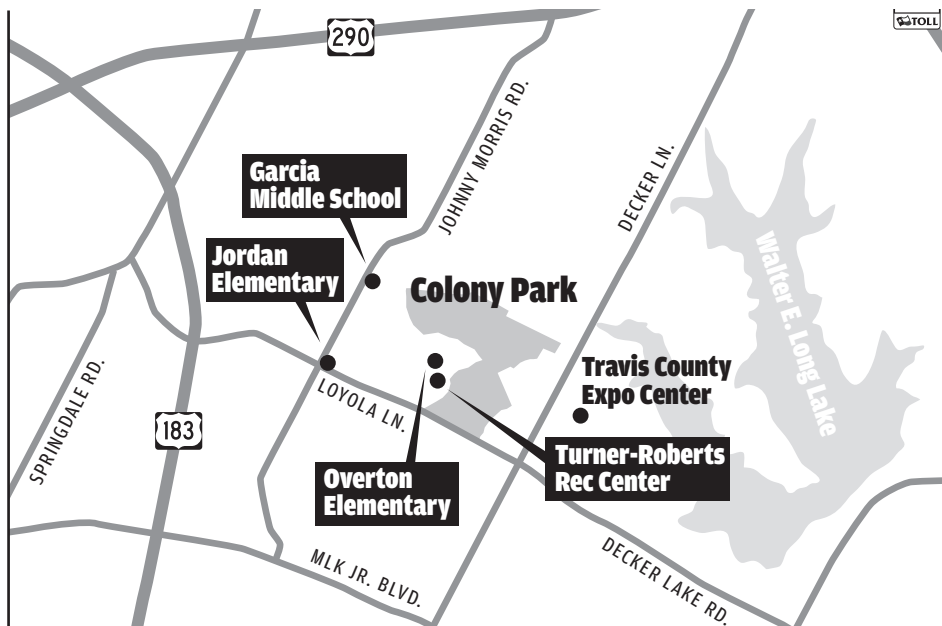 TOLL
290
JOHNNY MORRIS RD.
DECKER LN.
Garcia
Middle School
Jordan
Elementary
Colony Park
Walter E. Long Lake
SPRINGDALE RD.
183
LOYOLA LN.
Travis County
Expo Center
Overton
Elementary
Turner-Roberts
Rec Center
MLK JR. BLVD.
DECKER LAKE RD.